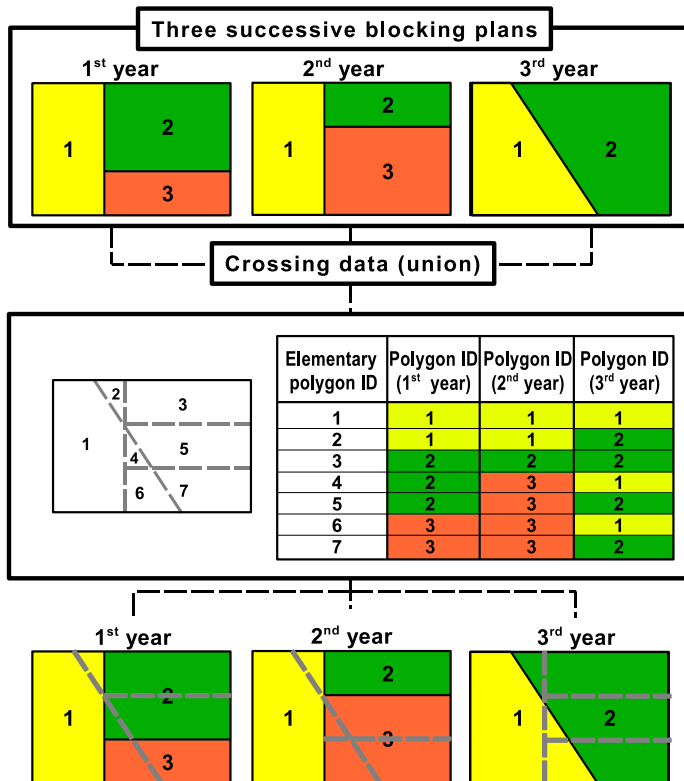 Three successive blocking plans
1st year 2nd year 3rd year
1 2 3 1 2 3 1 2
Crossing data (union)
Elementary polygon ID Polygon ID (1st year) Polygon ID (2nd year) Polygon ID (3rd year)
1 1 1 1
2 1 1 2
3 2 2 2
4 2 3 1
5 2 3 2
6 3 3 1
7 3 3 2
2 3
1 5
4
6 7
1st year 2nd year 3rd year
1 2 3 1 2 3 1 2